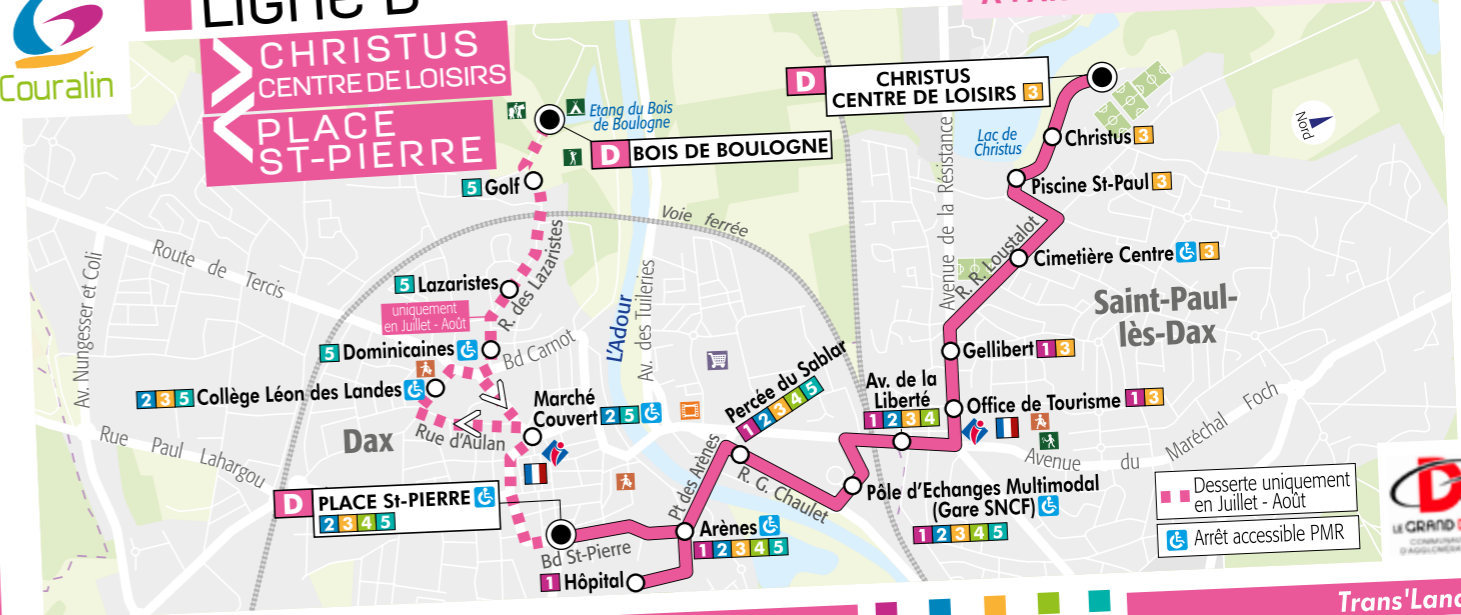 Couralin
CHRISTUS
CENTRE DE LOISIRS
PLACE
ST-PIERRE
Etang du Bois
de Boulogne
D BOIS DE BOULOGNE
D CHRISTUS
CENTRE DE LOISIRS 3
Lac de
Christus
Christus 3
Nord
5 Golf
Piscine St-Paul 3
Voie ferrée
Avenue de la Résistance
R. R. Loustalot
Cimetière Centre 3
Route de Tercis
Av. Nungesser et Coli
5 Lazaristes
R. des Lazaristes
uniquement
en Juillet - Août
L'Adour
Av. des Tuileries
Saint-Paul-
lès-Dax
5 Dominicaines
Bd Carnot
Gellibert 1 3
2 3 5 Collège Léon des Landes
Marché
Couvert 2 5
Percée du Sablar
1 2 3 4 5
Av. de la
Liberté
1 2 3 4
Office de Tourisme 1 3
Rue Paul Lahargou
Dax
Rue d'Aulan
Pt des Arènes
R. G. Chaulet
Avenue du Maréchal Foch
D PLACE St-PIERRE
2 3 4 5
Pôle d'Echanges Multimodal
(Gare SNCF)
1 2 3 4 5
Desserte uniquement
en Juillet - Août
Arrêt accessible PMR
Arènes
1 2 3 4 5
Bd St-Pierre
1 Hôpital
LE GRAND
Trans'Land